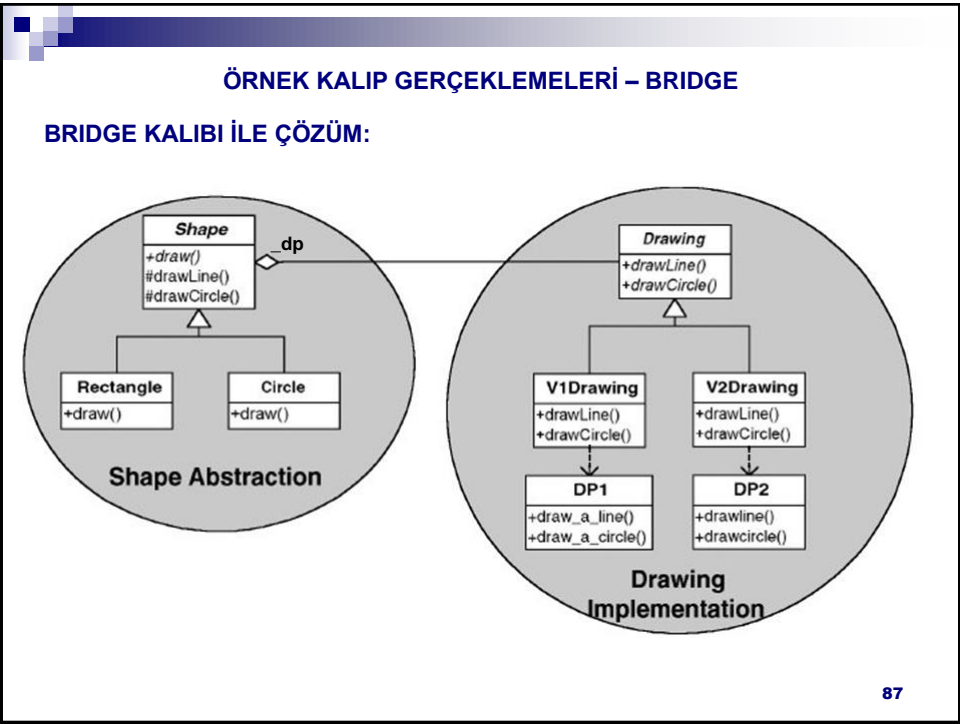 ÖRNEK KALIP GERÇEKLEMELERİ – BRIDGE
BRIDGE KALIBI İLE ÇÖZÜM:
Shape
+draw()
#drawLine()
#drawCircle()
_dp
Rectangle
+draw()
Circle
+draw()
Shape Abstraction
Drawing
+drawLine()
+drawCircle()
V1Drawing
+drawLine()
+drawCircle()
V2Drawing
+drawLine()
+drawCircle()
DP1
+draw_a_line()
+draw_a_circle()
DP2
+drawline()
+drawcircle()
Drawing
Implementation
87